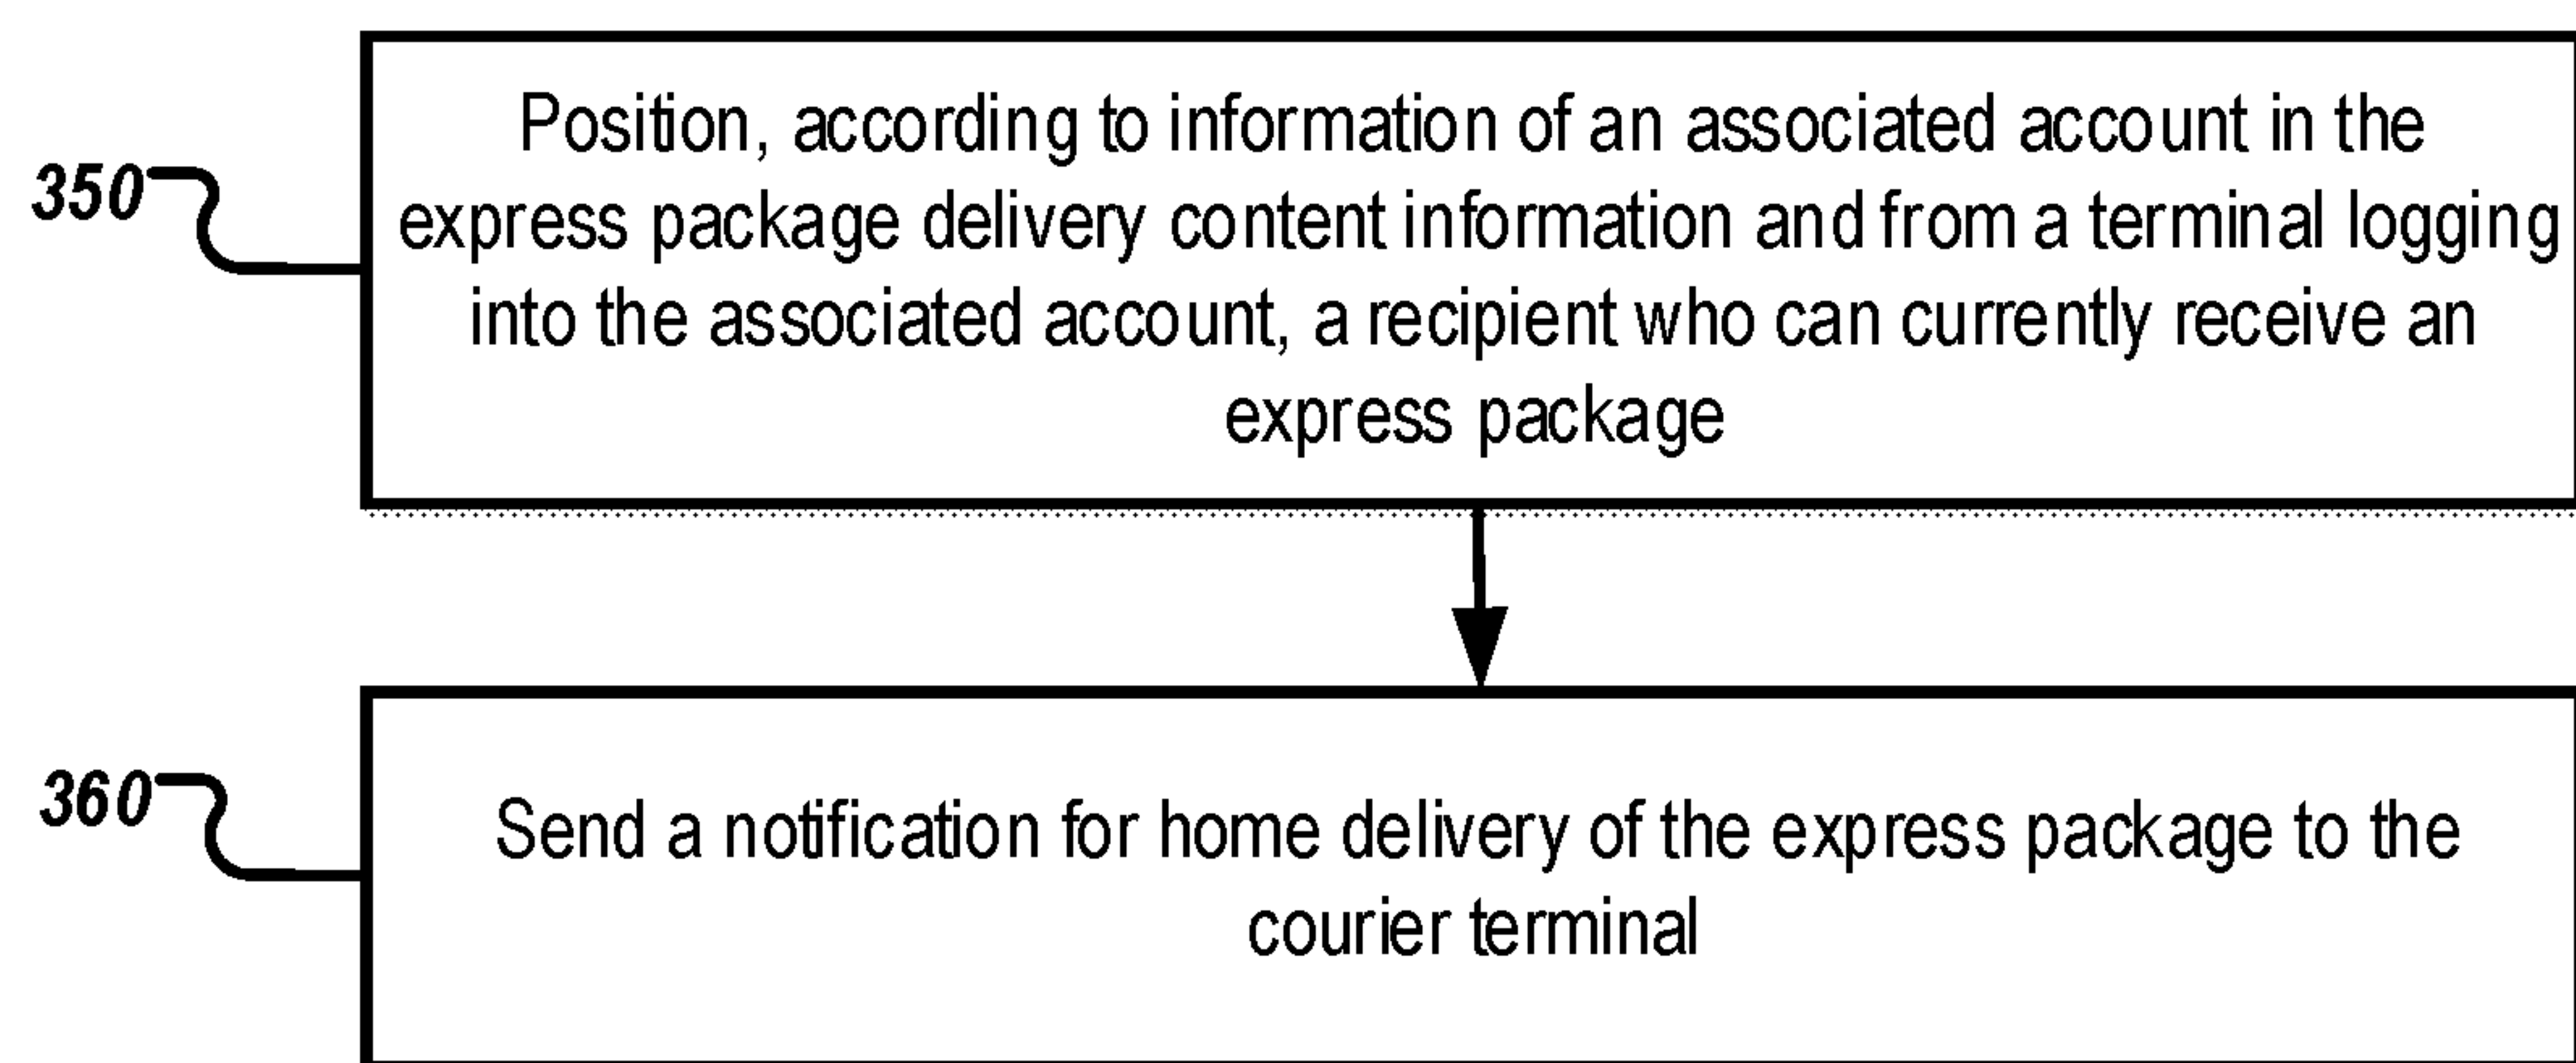 350
Position, according to information of an associated account in the
express package delivery content information and from a terminal logging
into the associated account, a recipient who can currently receive an
express package
360
Send a notification for home delivery of the express package to the
courier terminal